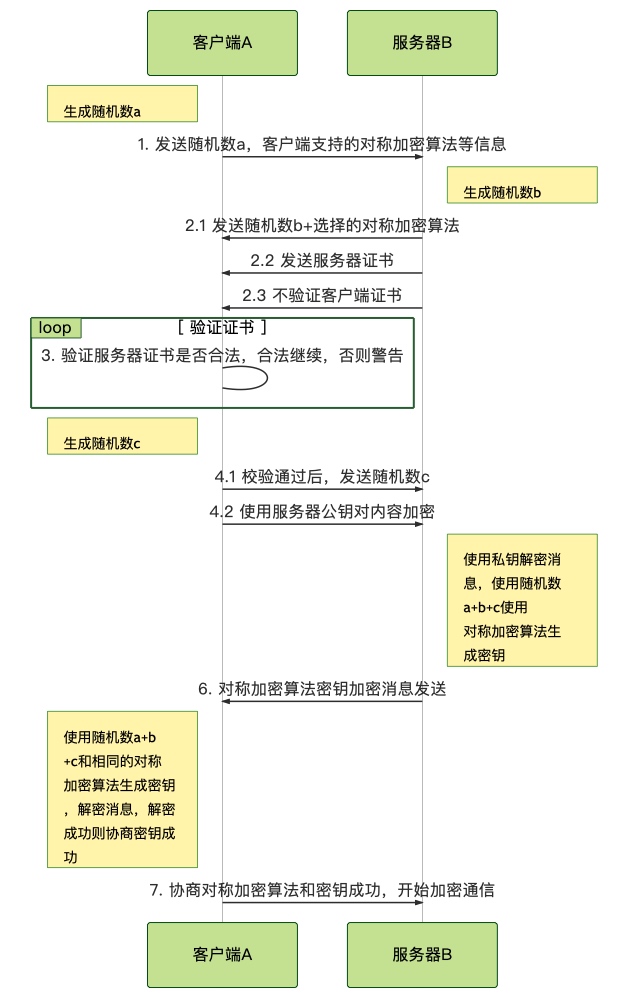 客户端A
服务器B
生成随机数a
1. 发送随机数a，客户端支持的对称加密算法等信息
生成随机数b
2.1 发送随机数b+选择的对称加密算法
2.2 发送服务器证书
2.3 不验证客户端证书
loop
[ 验证证书 ]
3. 验证服务器证书是否合法，合法继续，否则警告
生成随机数c
4.1 校验通过后，发送随机数c
4.2 使用服务器公钥对内容加密
使用私钥解密消
息，使用随机数
a+b+c使用
对称加密算法生
成密钥
6. 对称加密算法密钥加密消息发送
使用随机数a+b
+c和相同的对称
加密算法生成密钥
，解密消息，解密
成功则协商密钥成
功
7. 协商对称加密算法和密钥成功，开始加密通信
客户端A
服务器B